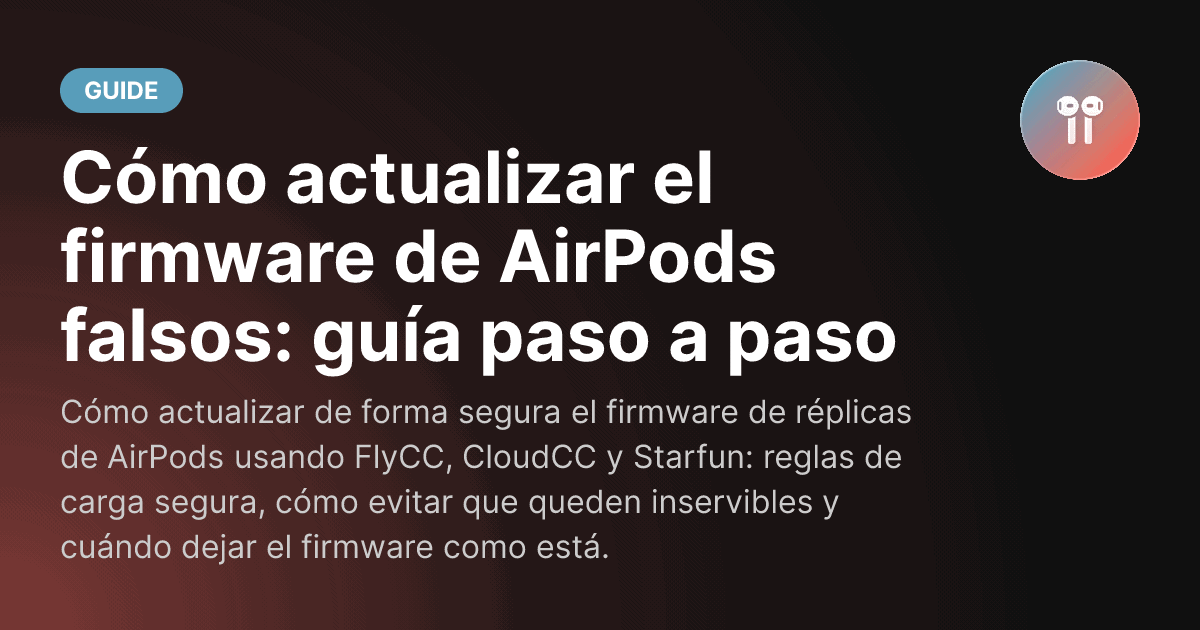 GUIDE
Cómo actualizar el
firmware de AirPods
falsos: guía paso a paso
Cómo actualizar de forma segura el firmware de réplicas
de AirPods usando FlyCC, CloudCC y Starfun: reglas de
carga segura, cómo evitar que queden inservibles y
cuándo dejar el firmware como está.